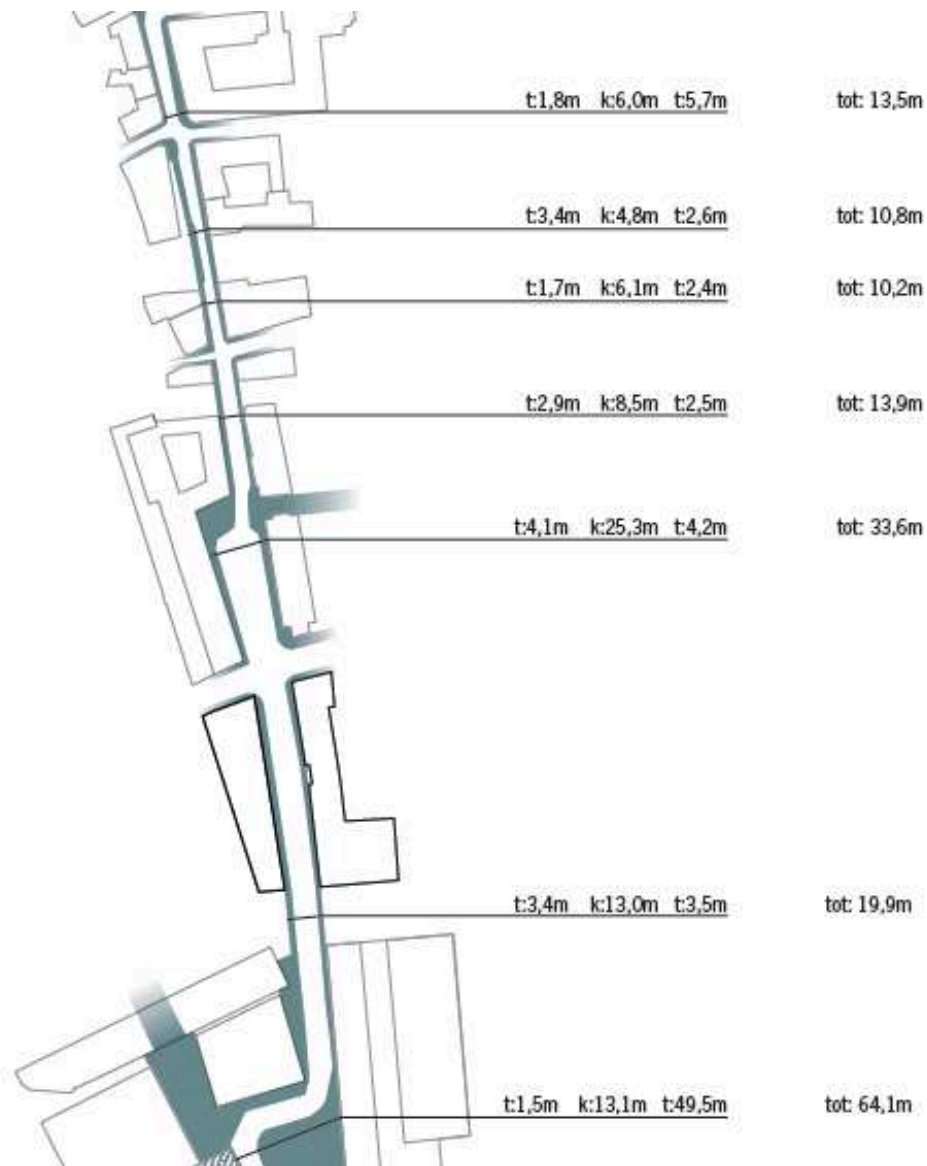 t:1,8m k:6,0m t:5,7m tot: 13,5m
t:3,4m k:4,8m t:2,6m tot: 10,8m
t:1,7m k:6,1m t:2,4m tot: 10,2m
t:2,9m k:8,5m t:2,5m tot: 13,9m
t:4,1m k:25,3m t:4,2m tot: 33,6m
t:3,4m k:13,0m t:3,5m tot: 19,9m
t:1,5m k:13,1m t:49,5m tot: 64,1m